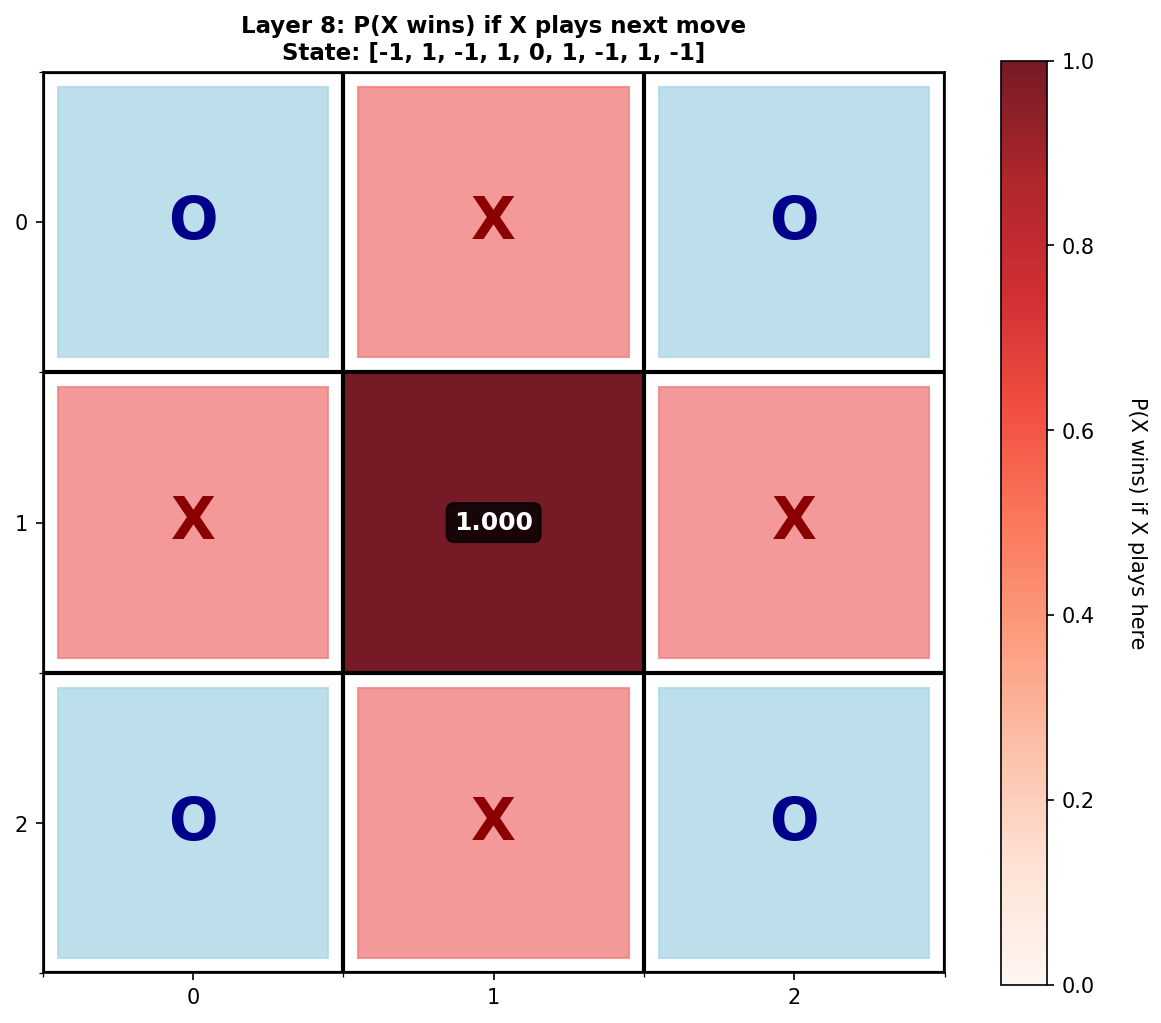 Layer 8: P(X wins) if X plays next move
State: [-1, 1, -1, 1, 0, 1, -1, 1, -1]
O X O
X 1.000 X
O X O
0
1
2
0 1 2
1.0
0.8
0.6
0.4
0.2
0.0
P(X wins) if X plays here